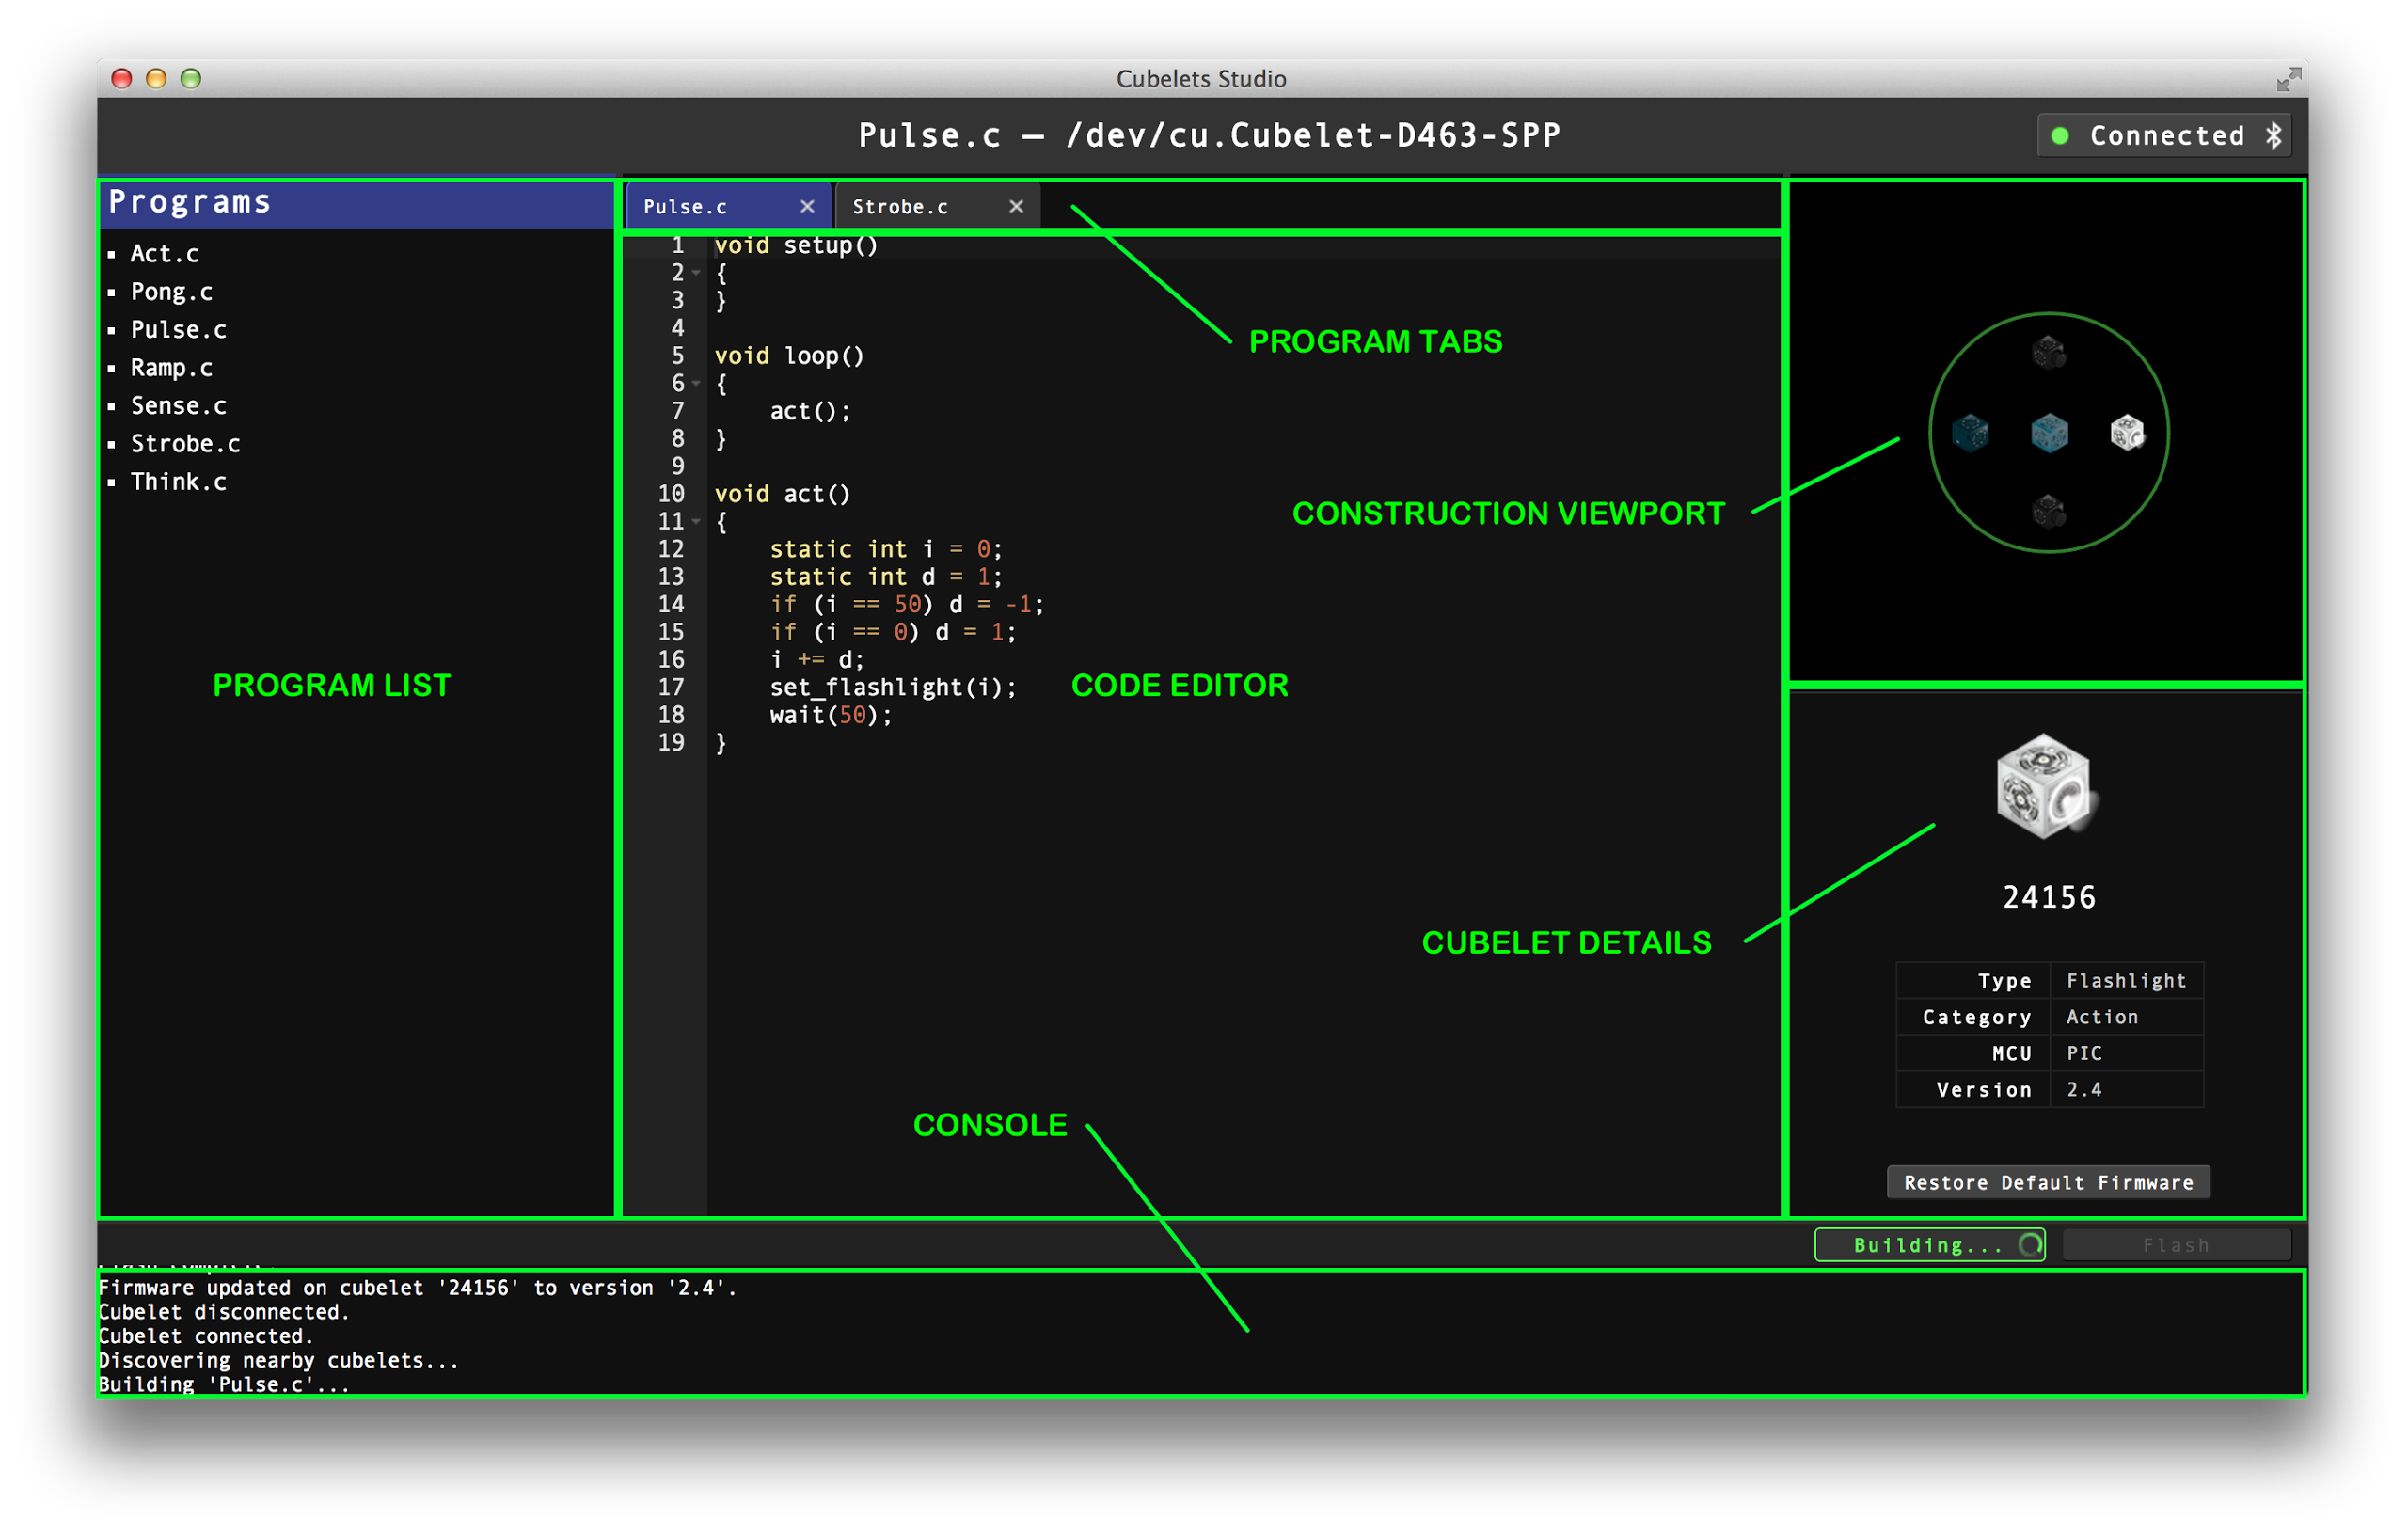 Cubelets Studio
Pulse.c — /dev/cu.Cubelet-D463-SPP
Connected
Programs
Act.c
Pong.c
Pulse.c
Ramp.c
Sense.c
Strobe.c
Think.c
PROGRAM LIST
Pulse.c ×
Strobe.c ×
PROGRAM TABS
1 void setup()
2 {
3 }
4
5 void loop()
6 {
7 act();
8 }
9
10 void act()
11 {
12 static int i = 0;
13 static int d = 1;
14 if (i == 50) d = -1;
15 if (i == 0) d = 1;
16 i += d;
17 set_flashlight(i);
18 wait(50);
19 }
CODE EDITOR
CONSTRUCTION VIEWPORT
CUBELET DETAILS
24156
Type Flashlight
Category Action
MCU PIC
Version 2.4
Restore Default Firmware
CONSOLE
Building...
Flash
Firmware updated on cubelet '24156' to version '2.4'.
Cubelet disconnected.
Cubelet connected.
Discovering nearby cubelets...
Building 'Pulse.c'...